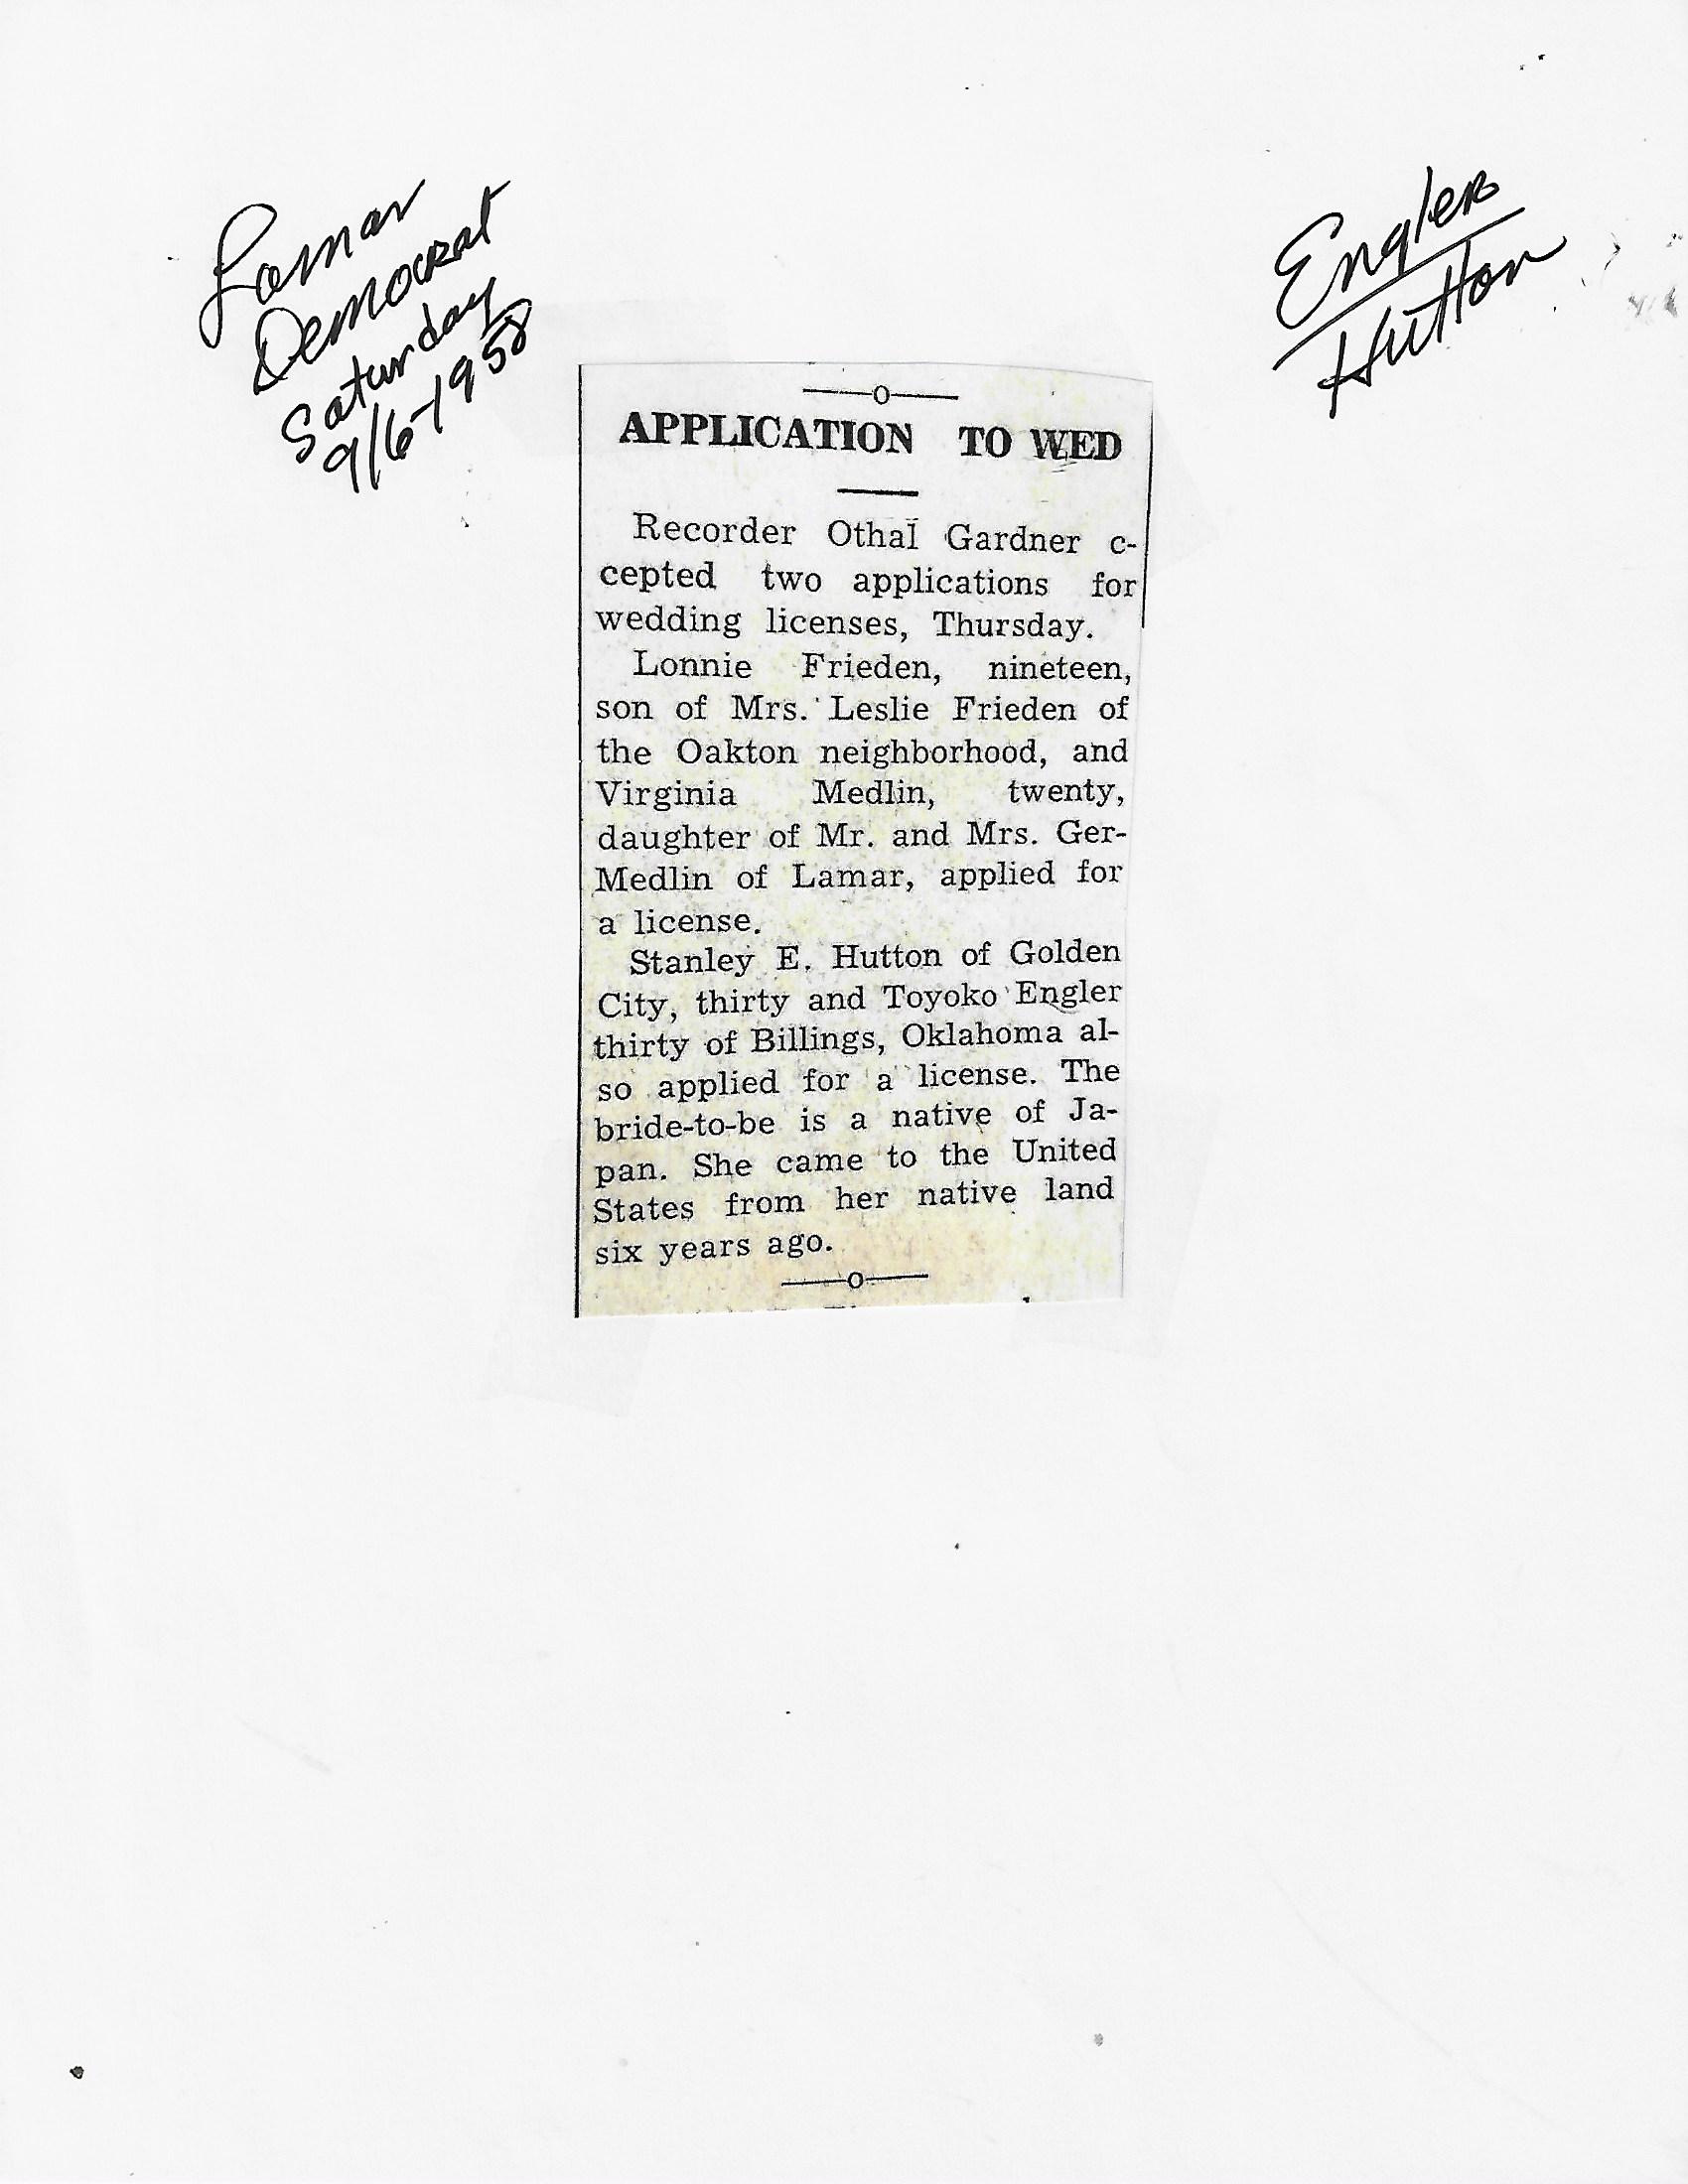 Lamar
Democrat
Saturday
9/6-1958
Engler
Hutton
—o—
APPLICATION TO WED
Recorder Othal Gardner c-
cepted two applications for
wedding licenses, Thursday.
Lonnie Frieden, nineteen,
son of Mrs. Leslie Frieden of
the Oakton neighborhood, and
Virginia Medlin, twenty,
daughter of Mr. and Mrs. Ger-
Medlin of Lamar, applied for
a license.
Stanley E. Hutton of Golden
City, thirty and Toyoko Engler
thirty of Billings, Oklahoma al-
so applied for a license. The
bride-to-be is a native of Ja-
pan. She came to the United
States from her native land
six years ago.
—o—